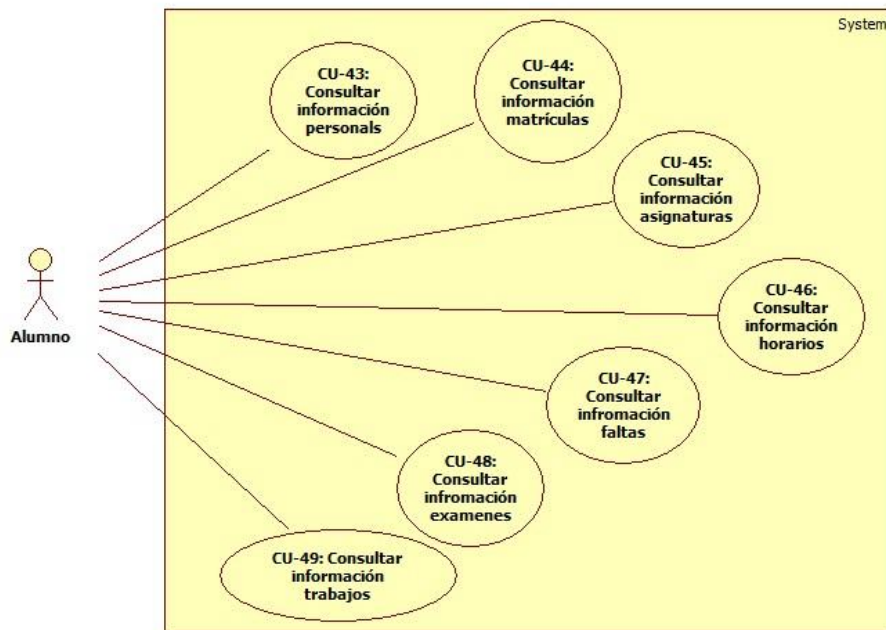 System
CU-43:
Consultar
información
personals
CU-44:
Consultar
información
matrículas
CU-45:
Consultar
información
asignaturas
CU-46:
Consultar
información
horarios
Alumno
CU-47:
Consultar
infromación
faltas
CU-48:
Consultar
infromación
examenes
CU-49: Consultar
información
trabajos